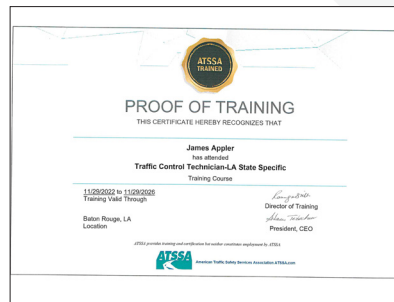 ATSSA
TRAINED
PROOF OF TRAINING
THIS CERTIFICATE HEREBY RECOGNIZES THAT
James Appler
has attended
Traffic Control Technician-LA State Specific
Training Course
11/29/2022 to 11/29/2026
Training Valid Through
Director of Training
Baton Rouge, LA
Location
President, CEO
ATSSA provides training and certification but neither constitutes employment by ATSSA
ATSSA
American Traffic Safety Services Association ATSSA.com